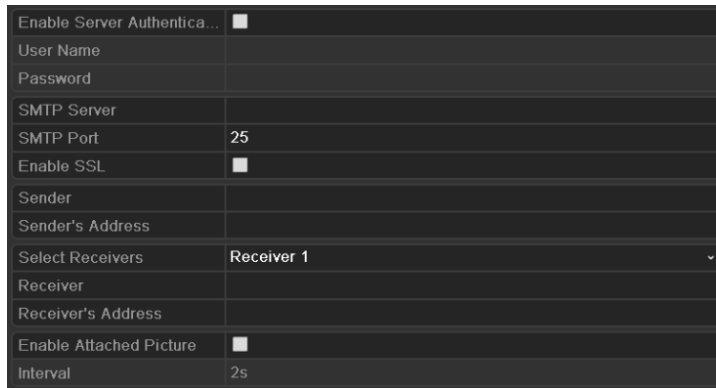 Enable Server Authentica...
User Name
Password
SMTP Server
SMTP Port 25
Enable SSL
Sender
Sender's Address
Select Receivers Receiver 1
Receiver
Receiver's Address
Enable Attached Picture
Interval 2s